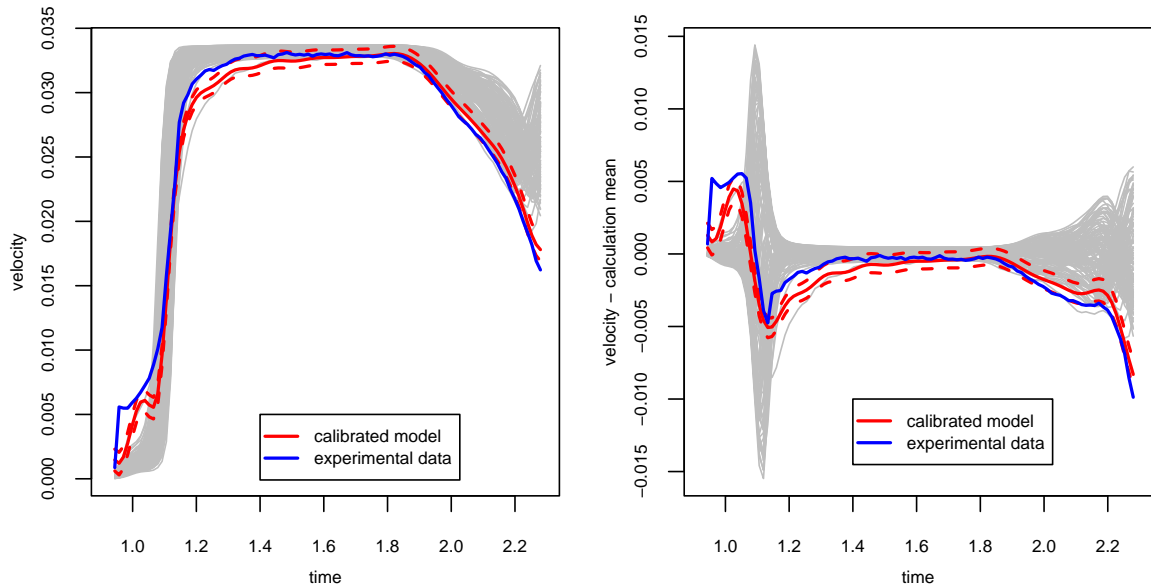 velocity
0.035
0.030
0.025
0.020
0.015
0.010
0.005
0.000
calibrated model
experimental data
1.0 1.2 1.4 1.6 1.8 2.0 2.2
time
velocity − calculation mean
0.015
0.010
0.005
0.000
−0.005
−0.010
−0.015
calibrated model
experimental data
1.0 1.2 1.4 1.6 1.8 2.0 2.2
time